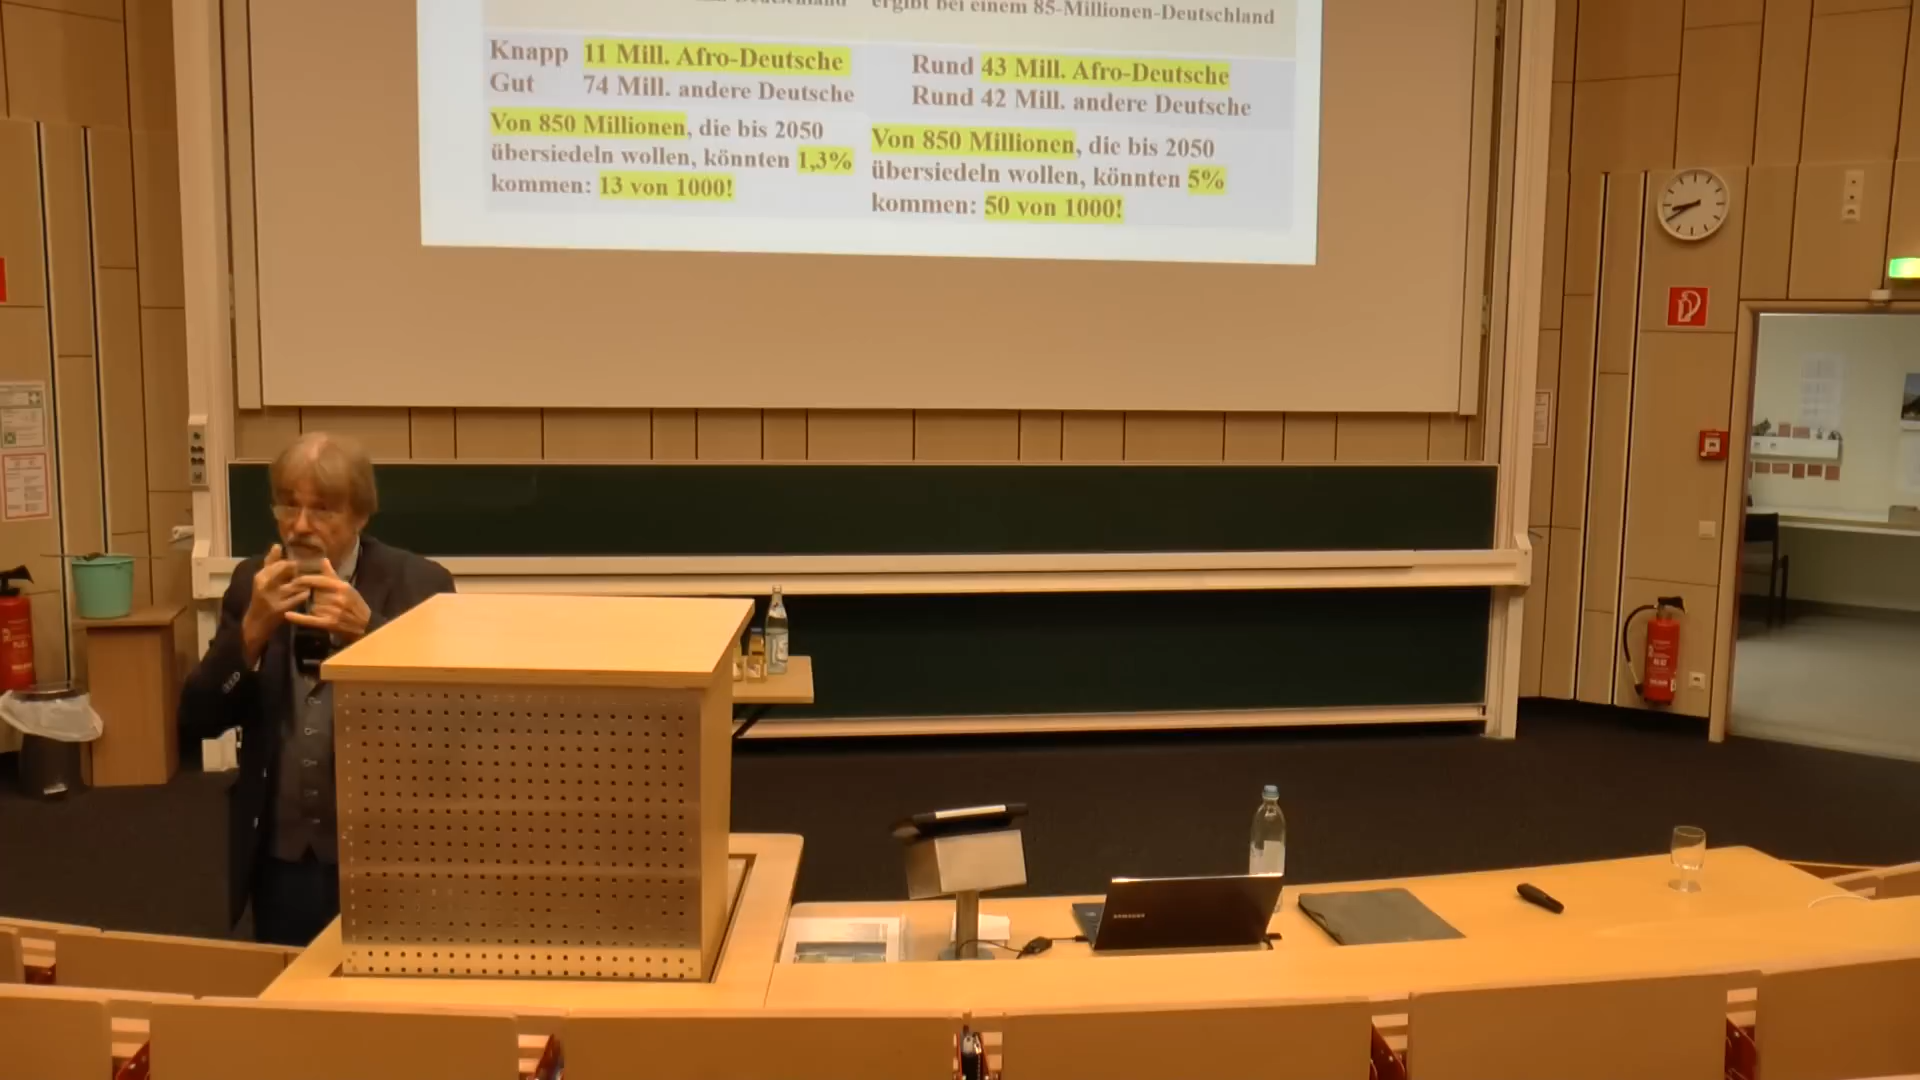 Deutschland
ergibt bei einem 85-Millionen-Deutschland
Knapp 11 Mill. Afro-Deutsche
Gut 74 Mill. andere Deutsche
Von 850 Millionen, die bis 2050
übersiedeln wollen, könnten 1,3%
kommen: 13 von 1000!
Rund 43 Mill. Afro-Deutsche
Rund 42 Mill. andere Deutsche
Von 850 Millionen, die bis 2050
übersiedeln wollen, könnten 5%
kommen: 50 von 1000!
SAMSUNG